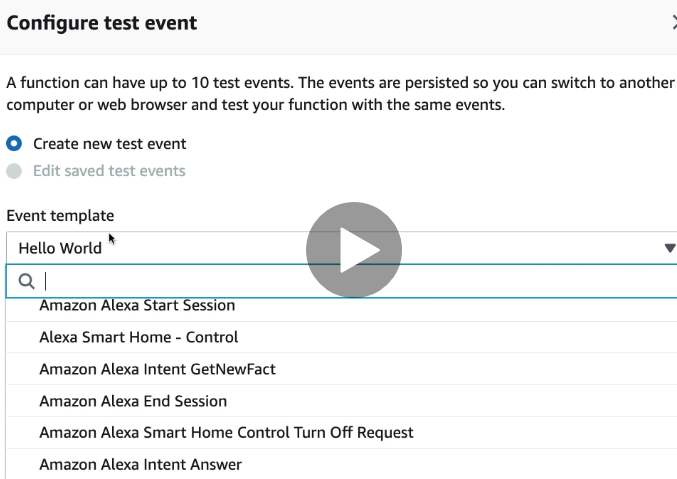 Configure test event
A function can have up to 10 test events. The events are persisted so you can switch to another
computer or web browser and test your function with the same events.
Create new test event
Edit saved test events
Event template
Hello World
Amazon Alexa Start Session
Alexa Smart Home - Control
Amazon Alexa Intent GetNewFact
Amazon Alexa End Session
Amazon Alexa Smart Home Control Turn Off Request
Amazon Alexa Intent Answer